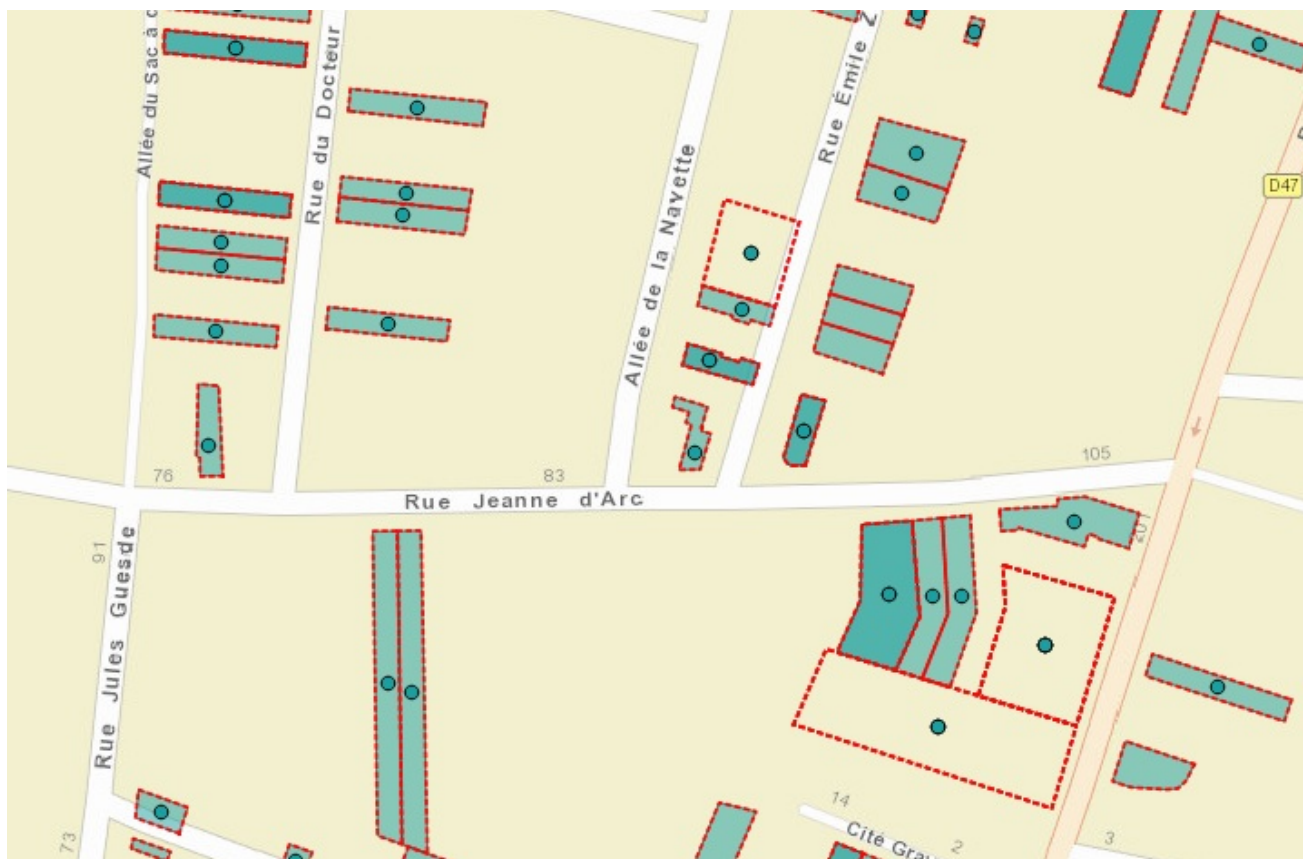 Allée du Sac à c
Rue du Docteur
Allée de la Navette
Rue Émile Z
D47
76
83
105
Rue Jeanne d'Arc
91
Rue Jules Guesde
73
14
Cité Gra
2
3